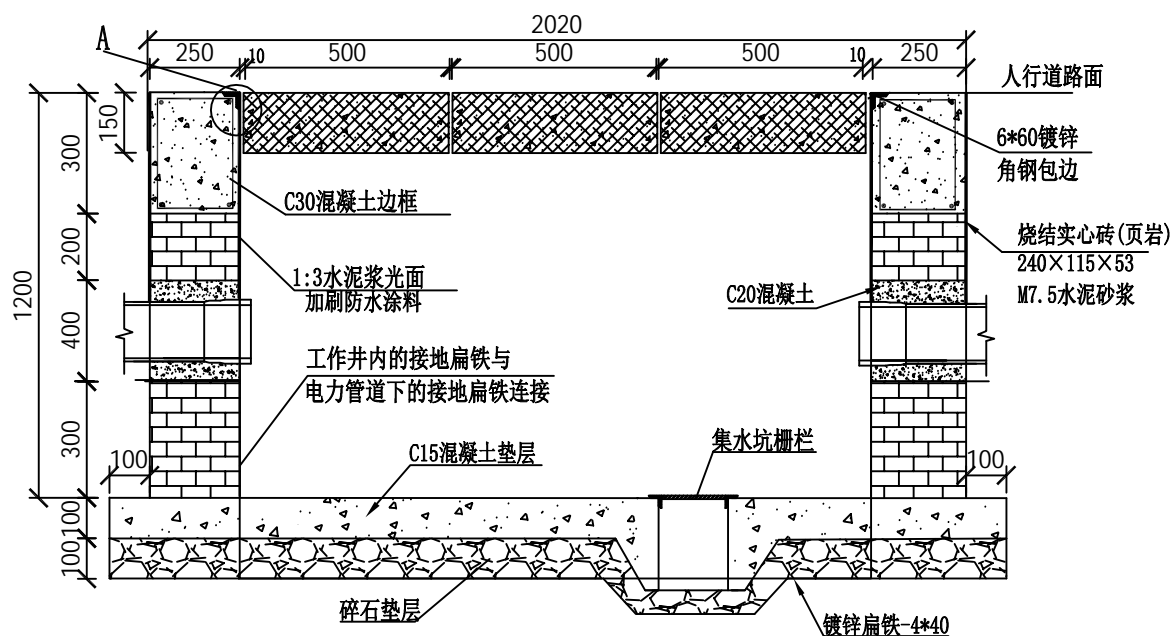 2020
A
250
10
500
500
500
10
250
人行道路面
150
300
6*60镀锌
角钢包边
C30混凝土边框
200
烧结实心砖(页岩)
240×115×53
M7.5水泥砂浆
1200
1:3水泥浆光面
加刷防水涂料
C20混凝土
400
工作井内的接地扁铁与
电力管道下的接地扁铁连接
300
100
C15混凝土垫层
集水坑栅栏
100
100
100
碎石垫层
镀锌扁铁-4*40